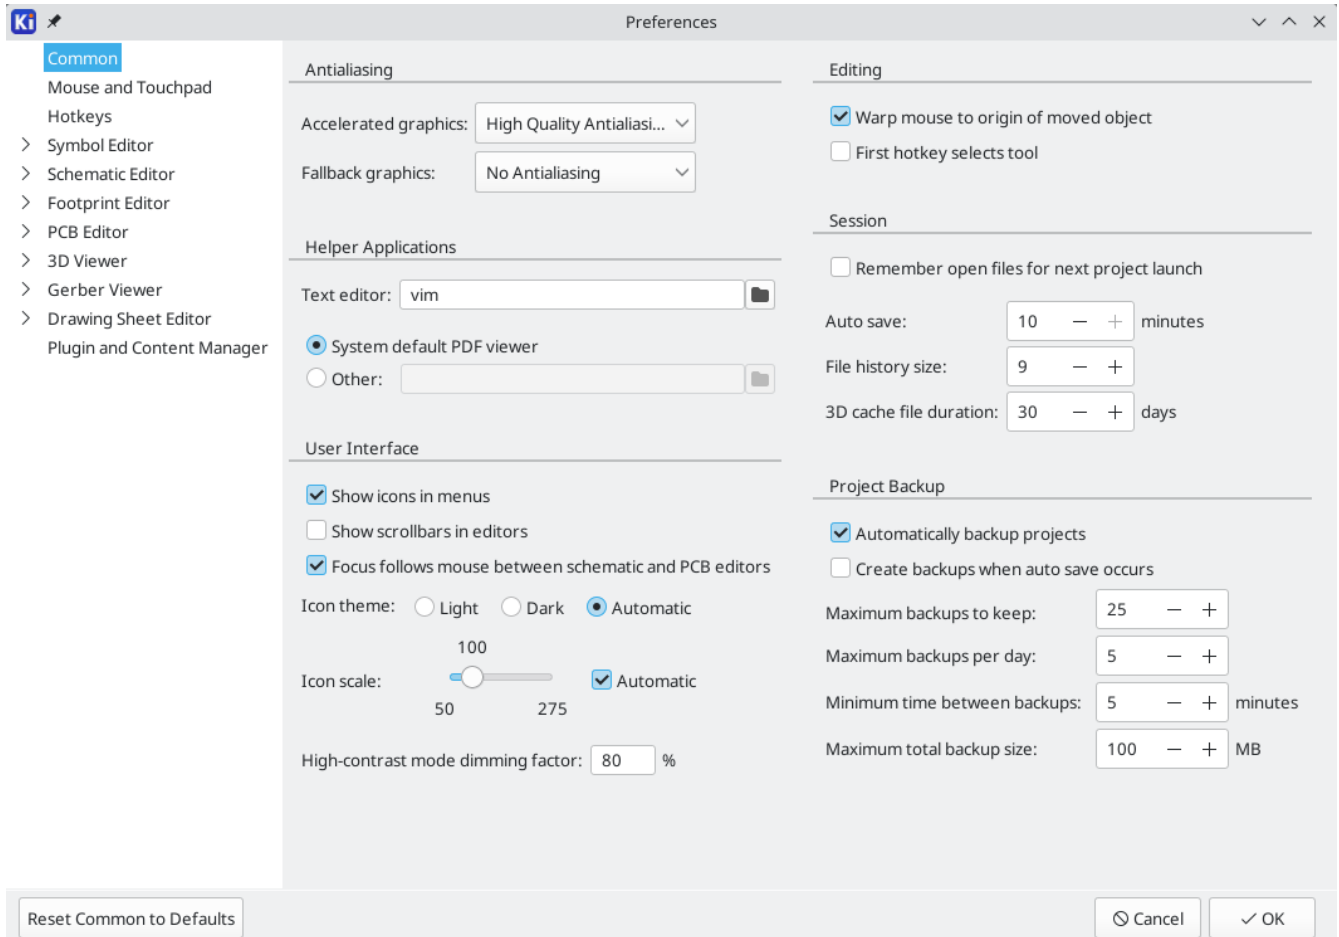 Ki
Preferences
Common
Mouse and Touchpad
Hotkeys
Symbol Editor
Schematic Editor
Footprint Editor
PCB Editor
3D Viewer
Gerber Viewer
Drawing Sheet Editor
Plugin and Content Manager
Antialiasing
Accelerated graphics: High Quality Antialiasi...
Fallback graphics: No Antialiasing
Helper Applications
Text editor: vim
System default PDF viewer
Other:
User Interface
Show icons in menus
Show scrollbars in editors
Focus follows mouse between schematic and PCB editors
Icon theme: Light Dark Automatic
100
Icon scale: Automatic
50 275
High-contrast mode dimming factor: 80 %
Editing
Warp mouse to origin of moved object
First hotkey selects tool
Session
Remember open files for next project launch
Auto save: 10 − + minutes
File history size: 9 − +
3D cache file duration: 30 − + days
Project Backup
Automatically backup projects
Create backups when auto save occurs
Maximum backups to keep: 25 − +
Maximum backups per day: 5 − +
Minimum time between backups: 5 − + minutes
Maximum total backup size: 100 − + MB
Reset Common to Defaults
Cancel
OK